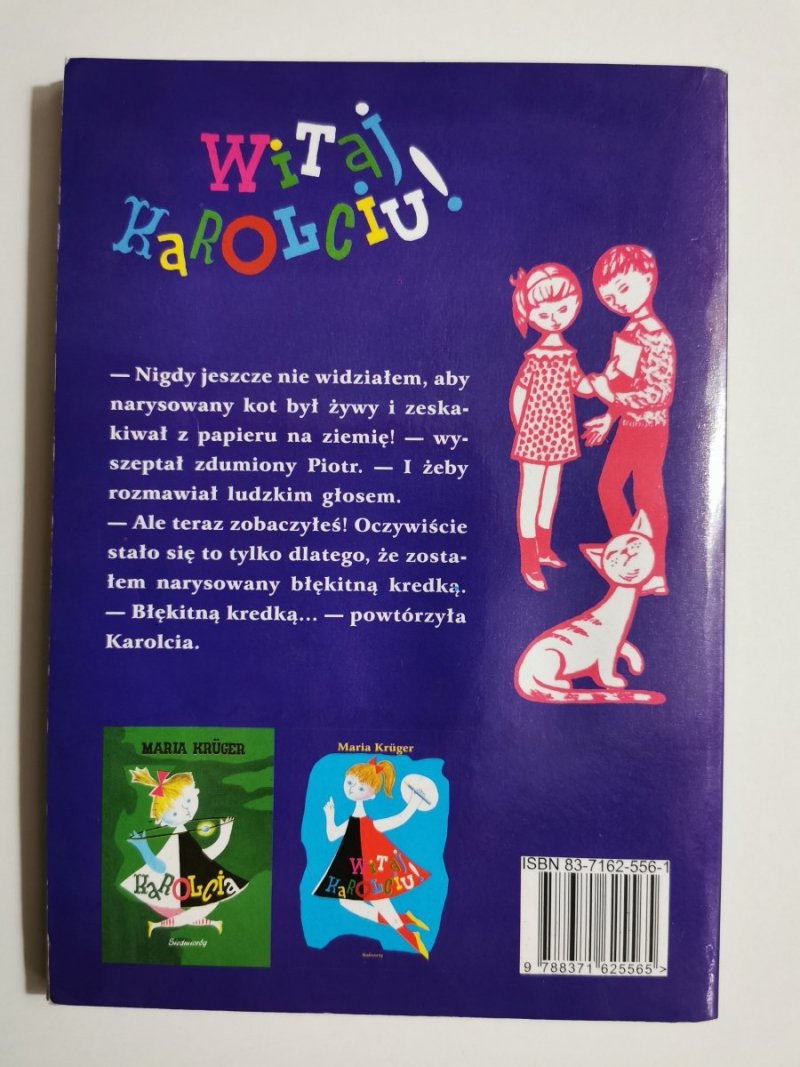 Witaj
Karolciu!
— Nigdy jeszcze nie widziałem, aby
narysowany kot był żywy i zeska-
kiwał z papieru na ziemię! — wy-
szeptał zdumiony Piotr. — I żeby
rozmawiał ludzkim głosem.
— Ale teraz zobaczyłeś! Oczywiście
stało się to tylko dlatego, że zosta-
łem narysowany błękitną kredką.
— Błękitną kredką... — powtórzyła
Karolcia.
MARIA KRÜGER
KAROLCIA
Siedmioróg
Maria Krüger
Witaj
Karolciu!
Siedmioróg
ISBN 83-7162-556-1
9 788371 625565 >